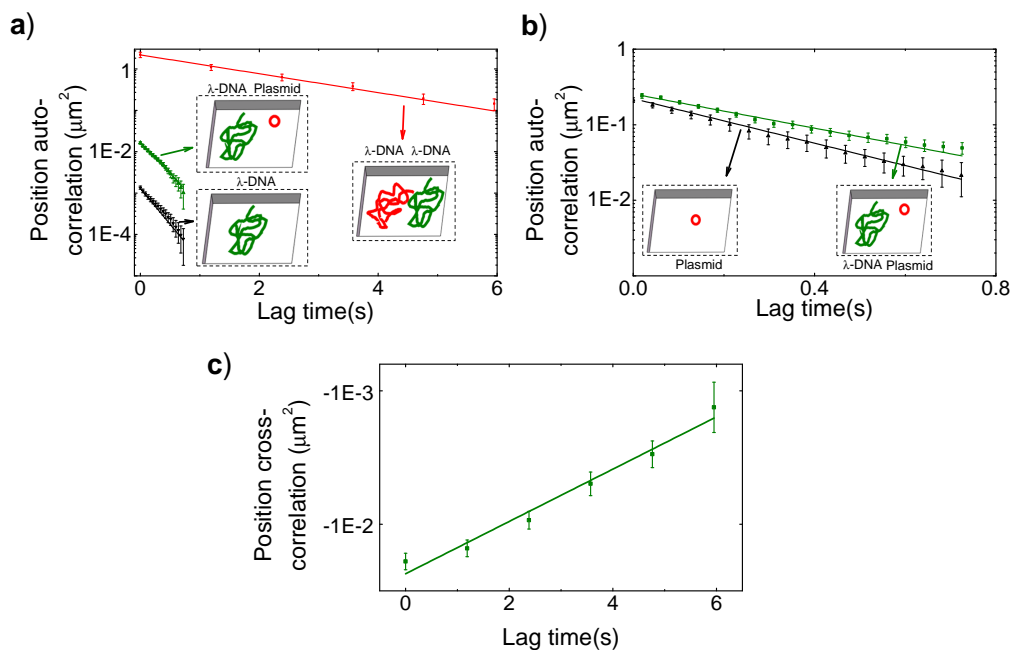 a)
Position auto-
correlation (μm²)
1
1E-2
1E-4
λ-DNA Plasmid
λ-DNA
λ-DNA λ-DNA
0 2 4 6
Lag time(s)
b)
Position auto-
correlation (μm²)
1
1E-1
1E-2
Plasmid
λ-DNA Plasmid
0.0 0.4 0.8
Lag time(s)
c)
Position cross-
correlation (μm²)
-1E-3
-1E-2
0 2 4 6
Lag time(s)